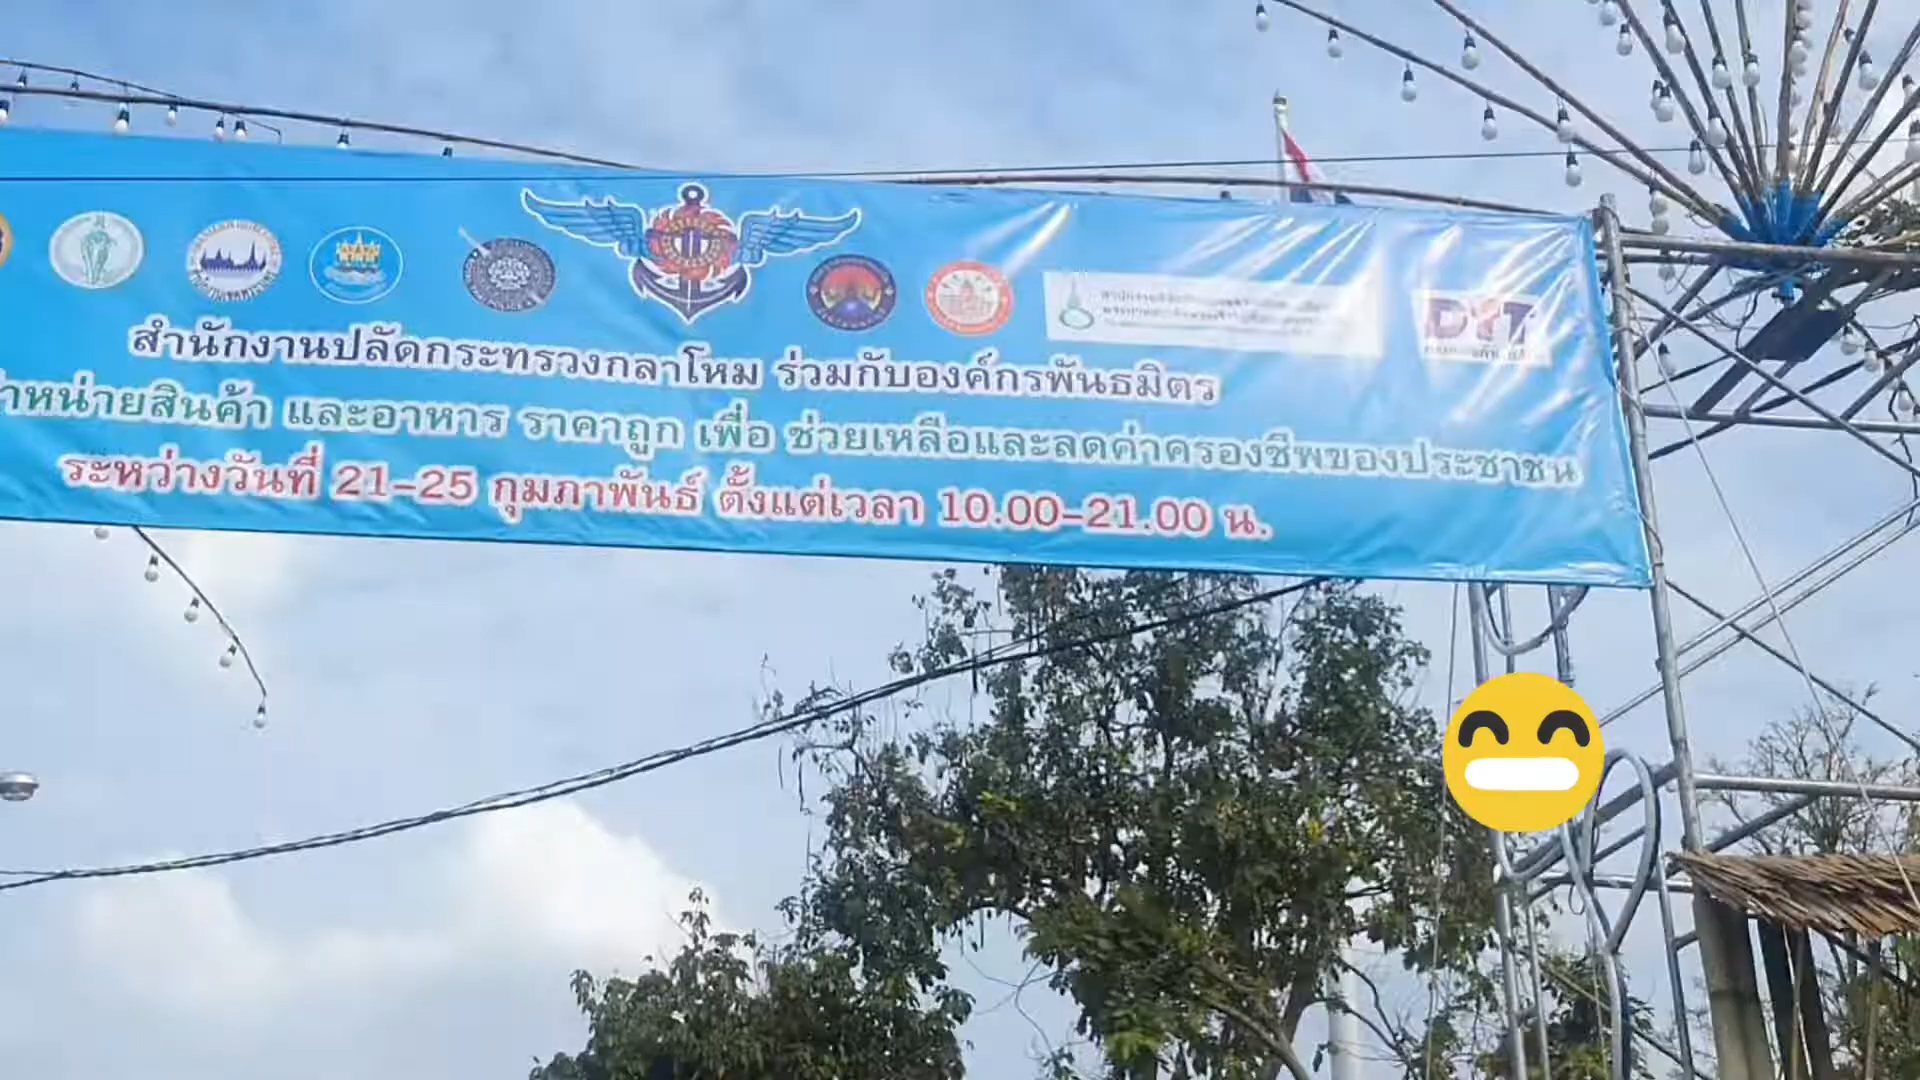 สำนักงานปลัดกระทรวงกลาโหม ร่วมกับองค์กรพันธมิตร
จำหน่ายสินค้า และอาหาร ราคาถูก เพื่อ ช่วยเหลือและลดค่าครองชีพของประชาชน
ระหว่างวันที่ 21-25 กุมภาพันธ์ ตั้งแต่เวลา 10.00-21.00 น.
DIT